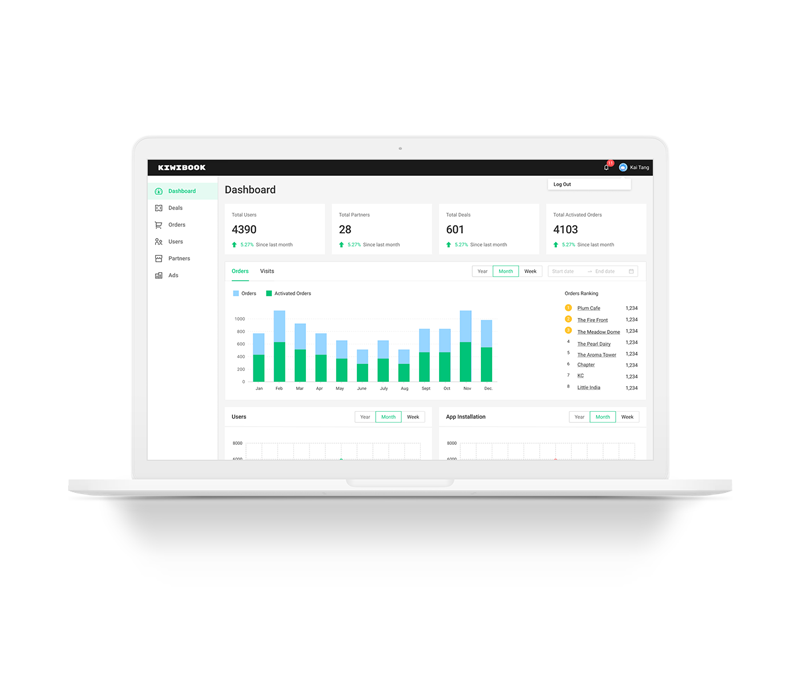 KIWIBOOK
Kai Tang
Log Out
Dashboard
Deals
Orders
Users
Partners
Ads
Dashboard
Total Users
4390
5.27% Since last month
Total Partners
28
5.27% Since last month
Total Deals
601
5.27% Since last month
Total Activated Orders
4103
5.27% Since last month
Orders Visits
Year Month Week
Start date → End date
Orders Activated Orders
1000
800
600
400
200
0
Jan Feb Mar Apr May June July Aug Sept Oct Nov Dec
Orders Ranking
1 Plum Cafe 1,234
2 The Fire Front 1,234
3 The Meadow Dome 1,234
4 The Pearl Dairy 1,234
5 The Aroma Tower 1,234
6 Chapter 1,234
7 KC 1,234
8 Little India 1,234
Users
Year Month Week
8000
App Installation
Year Month Week
8000